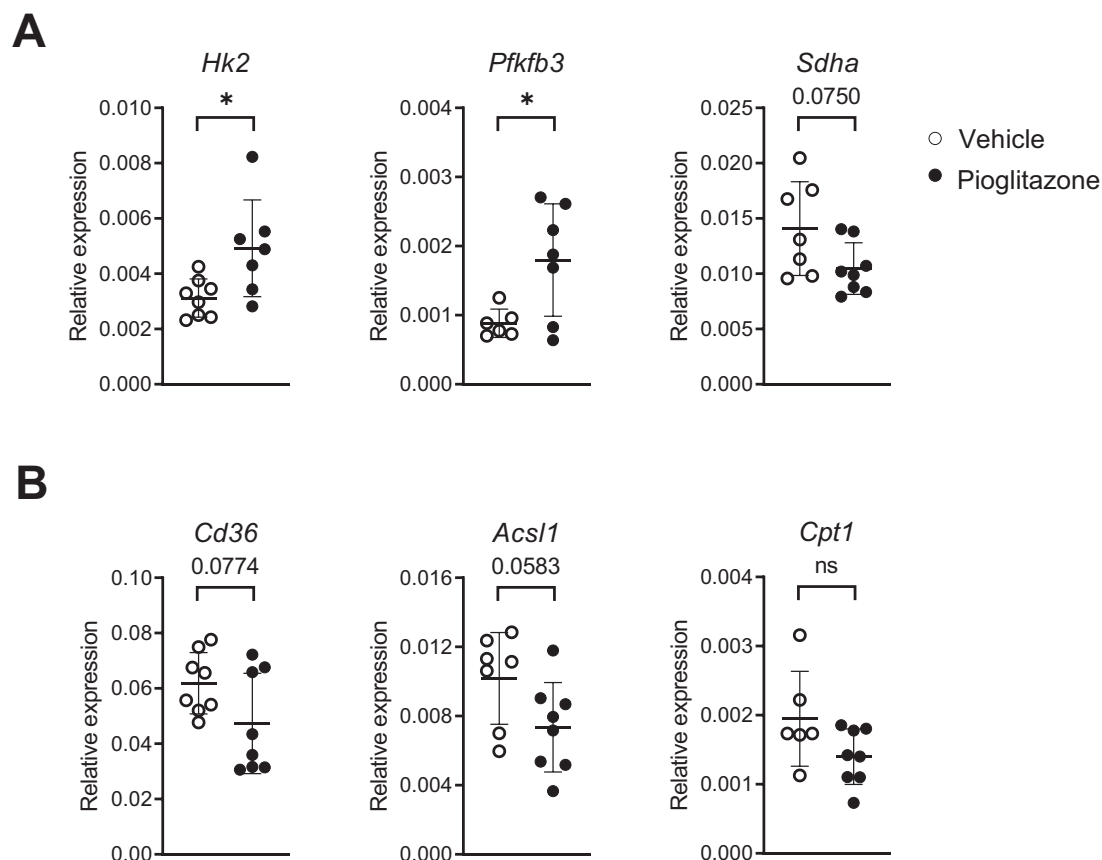 A
Hk2
Pfkfb3
Sdha
*
*
0.0750
Relative expression
0.010
0.008
0.006
0.004
0.002
0.000
Relative expression
0.004
0.003
0.002
0.001
0.000
Relative expression
0.025
0.020
0.015
0.010
0.005
0.000
Vehicle
Pioglitazone
B
Cd36
Acsl1
Cpt1
0.0774
0.0583
ns
Relative expression
0.10
0.08
0.06
0.04
0.02
0.00
Relative expression
0.016
0.012
0.008
0.004
0.000
Relative expression
0.004
0.003
0.002
0.001
0.000